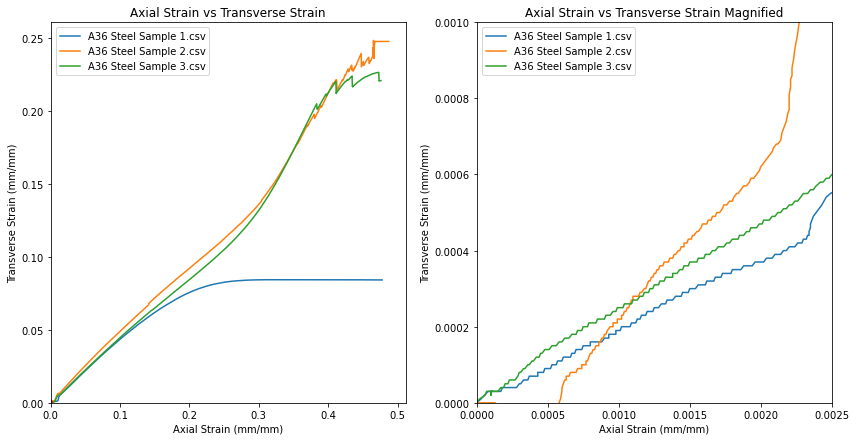 Axial Strain vs Transverse Strain
A36 Steel Sample 1.csv
A36 Steel Sample 2.csv
A36 Steel Sample 3.csv
0.25
0.20
0.15
0.10
0.05
0.00
Transverse Strain (mm/mm)
0.0 0.1 0.2 0.3 0.4 0.5
Axial Strain (mm/mm)
Axial Strain vs Transverse Strain Magnified
A36 Steel Sample 1.csv
A36 Steel Sample 2.csv
A36 Steel Sample 3.csv
0.0010
0.0008
0.0006
0.0004
0.0002
0.0000
Transverse Strain (mm/mm)
0.0000 0.0005 0.0010 0.0015 0.0020 0.0025
Axial Strain (mm/mm)